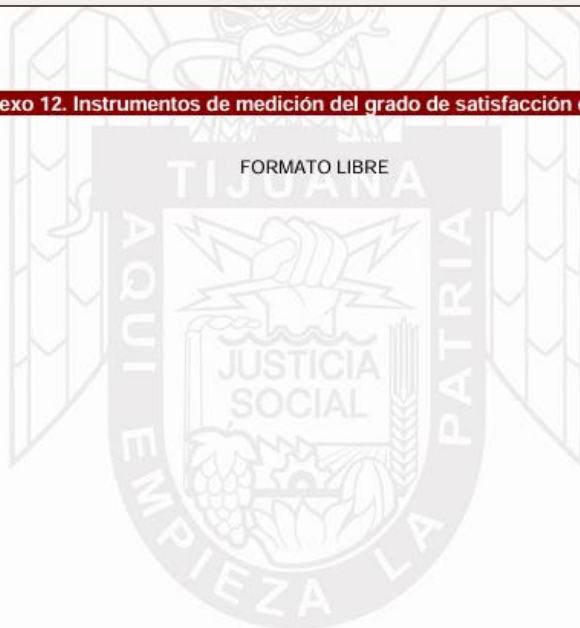 exo 12. Instrumentos de medición del grado de satisfacción
FORMATO LIBRE
TIJUANA
AQUI EMPIEZA LA PATRIA
JUSTICIA
SOCIAL